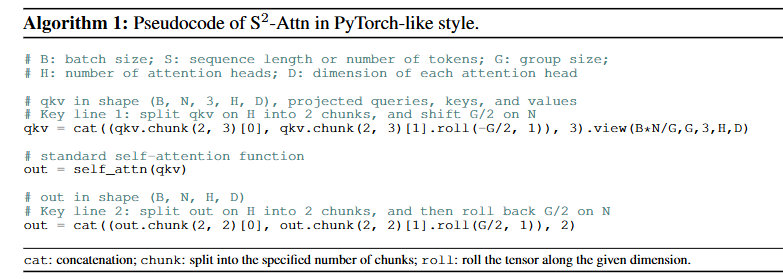 Algorithm 1: Pseudocode of S²-Attn in PyTorch-like style.
# B: batch size; S: sequence length or number of tokens; G: group size;
# H: number of attention heads; D: dimension of each attention head
# qkv in shape (B, N, 3, H, D), projected queries, keys, and values
# Key line 1: split qkv on H into 2 chunks, and shift G/2 on N
qkv = cat((qkv.chunk(2, 3)[0], qkv.chunk(2, 3)[1].roll(-G/2, 1)), 3).view(B*N/G,G,3,H,D)
# standard self-attention function
out = self_attn(qkv)
# out in shape (B, N, H, D)
# Key line 2: split out on H into 2 chunks, and then roll back G/2 on N
out = cat((out.chunk(2, 2)[0], out.chunk(2, 2)[1].roll(G/2, 1)), 2)
cat: concatenation; chunk: split into the specified number of chunks; roll: roll the tensor along the given dimension.